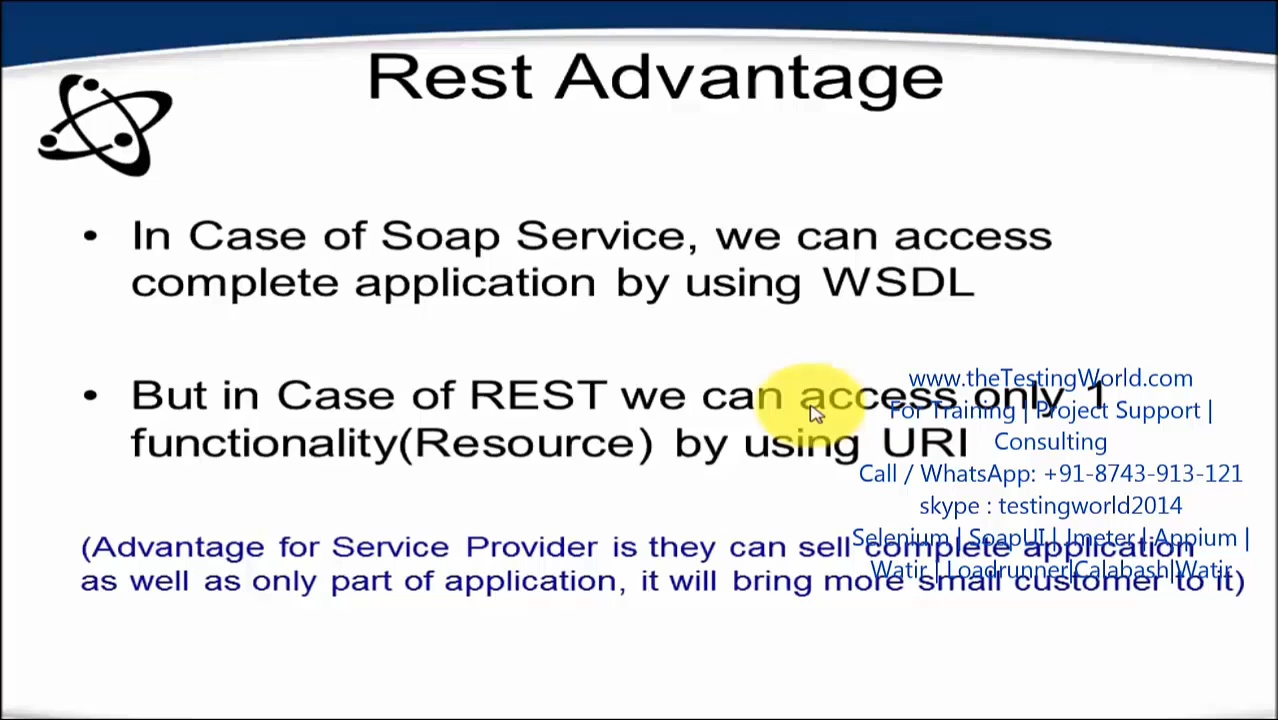 Rest Advantage
• In Case of Soap Service, we can access
complete application by using WSDL
• But in Case of REST we can access only 1
functionality(Resource) by using URI
(Advantage for Service Provider is they can sell complete application
as well as only part of application, it will bring more small customer to it)
www.theTestingWorld.com
For Training | Project Support |
Consulting
Call / WhatsApp: +91-8743-913-121
skype : testingworld2014
Selenium | SoapUI | Jmeter | Appium |
Watir | Loadrunner|Calabash|Watir